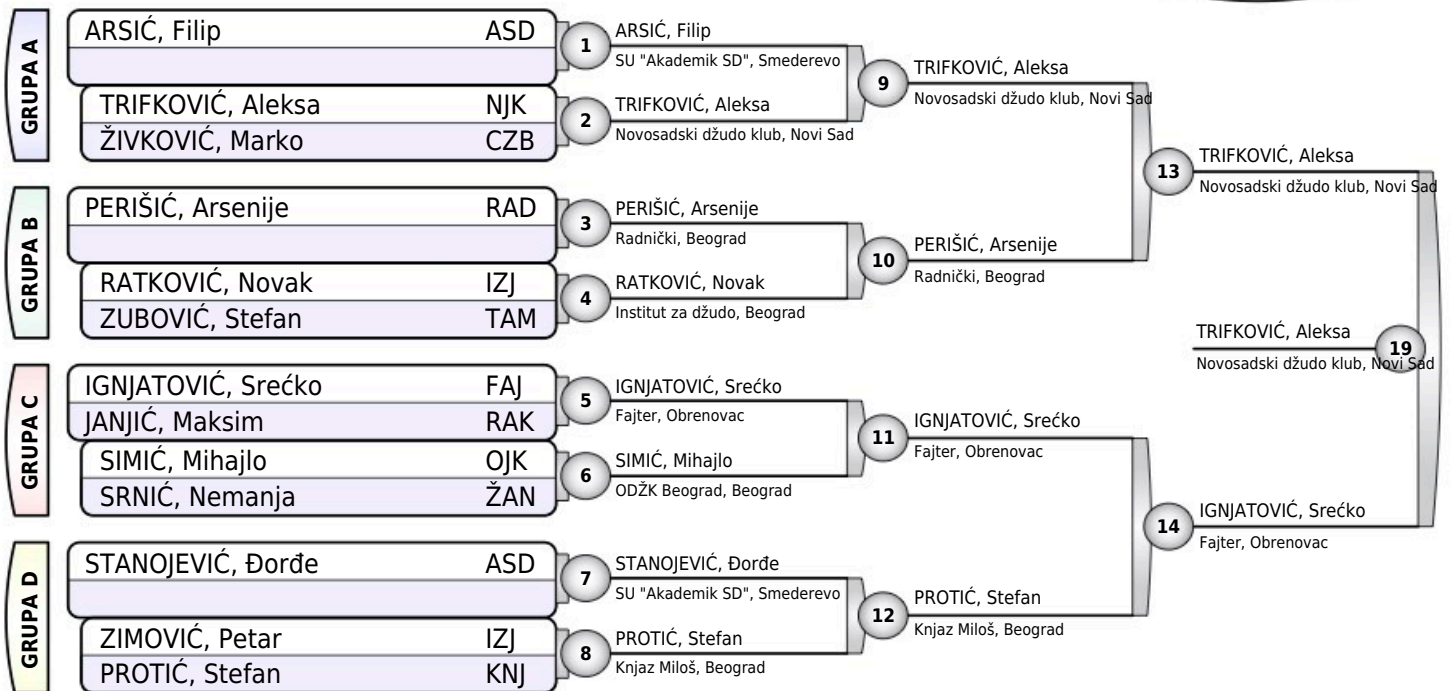 GRUPA A
ARSIĆ, Filip ASD
TRIFKOVIĆ, Aleksa NJK
ŽIVKOVIĆ, Marko CZB
GRUPA B
PERIŠIĆ, Arsenije RAD
RATKOVIĆ, Novak IZJ
ZUBOVIĆ, Stefan TAM
GRUPA C
IGNJATOVIĆ, Srećko FAJ
JANJIĆ, Maksim RAK
SIMIĆ, Mihajlo OJK
SRNIĆ, Nemanja ŽAN
GRUPA D
STANOJEVIĆ, Đorđe ASD
ZIMOVIĆ, Petar IZJ
PROTIĆ, Stefan KNJ
1
ARSIĆ, Filip
SU "Akademik SD", Smederevo
2
TRIFKOVIĆ, Aleksa
Novosadski džudo klub, Novi Sad
3
PERIŠIĆ, Arsenije
Radnički, Beograd
4
RATKOVIĆ, Novak
Institut za džudo, Beograd
5
IGNJATOVIĆ, Srećko
Fajter, Obrenovac
6
SIMIĆ, Mihajlo
ODŽK Beograd, Beograd
7
STANOJEVIĆ, Đorđe
SU "Akademik SD", Smederevo
8
PROTIĆ, Stefan
Knjaz Miloš, Beograd
9
TRIFKOVIĆ, Aleksa
Novosadski džudo klub, Novi Sad
10
PERIŠIĆ, Arsenije
Radnički, Beograd
11
IGNJATOVIĆ, Srećko
Fajter, Obrenovac
12
PROTIĆ, Stefan
Knjaz Miloš, Beograd
13
TRIFKOVIĆ, Aleksa
Novosadski džudo klub, Novi Sad
14
IGNJATOVIĆ, Srećko
Fajter, Obrenovac
TRIFKOVIĆ, Aleksa
19
Novosadski džudo klub, Novi Sad